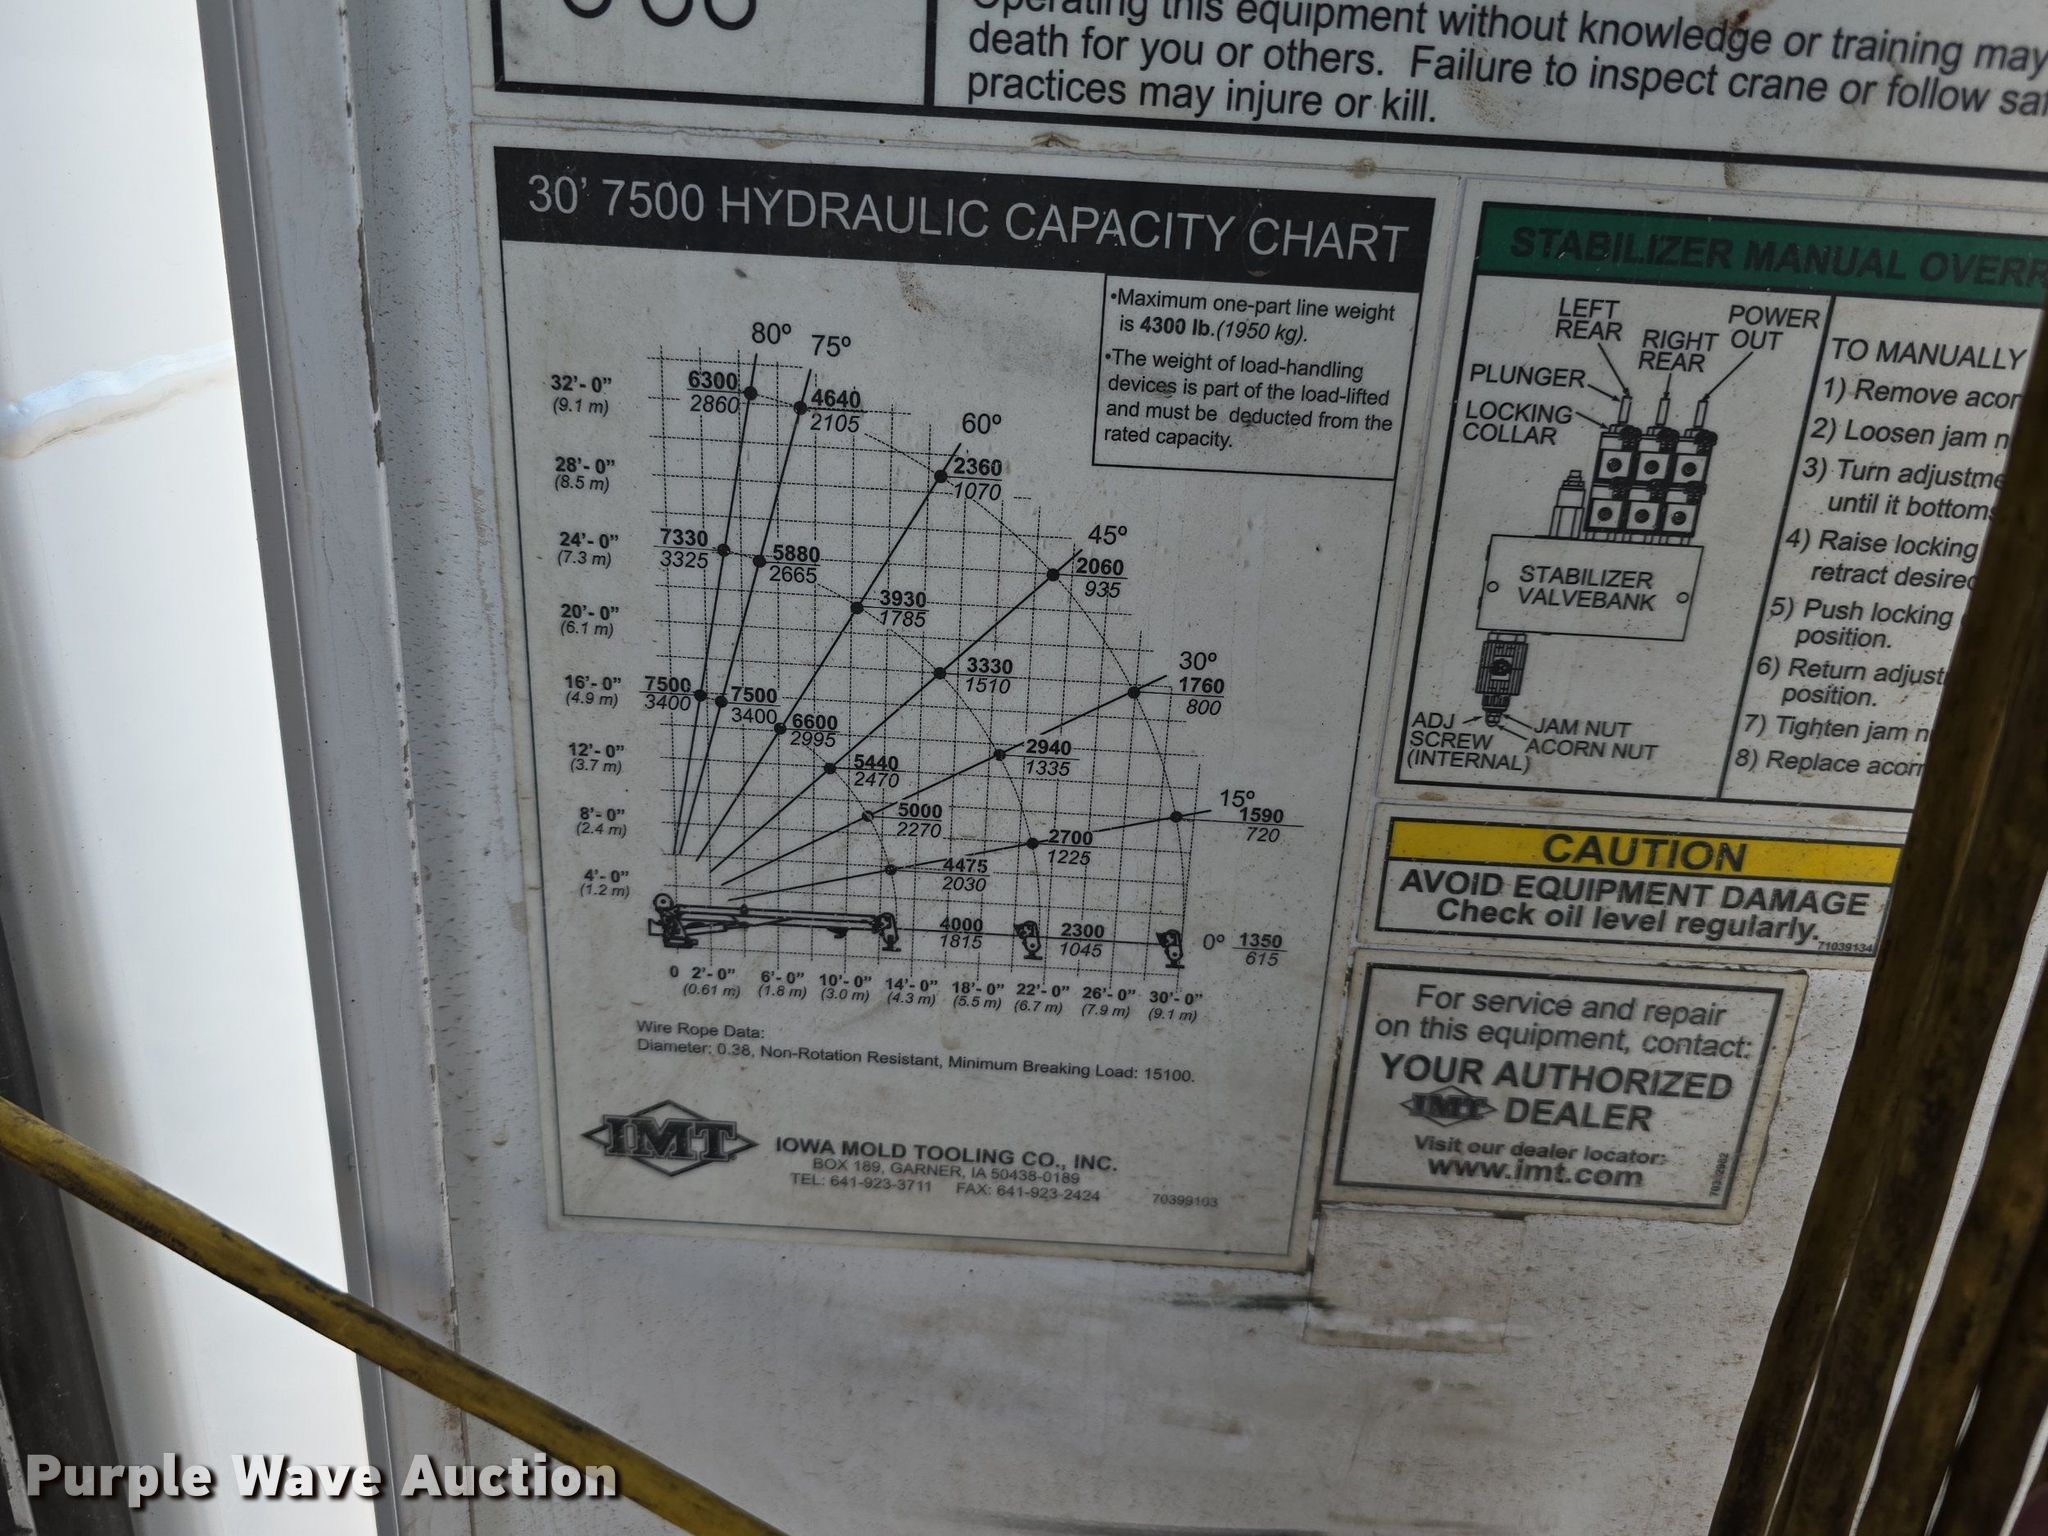 Operating this equipment without knowledge or training may
death for you or others. Failure to inspect crane or follow
practices may injure or kill.
30' 7500 HYDRAULIC CAPACITY CHART
•Maximum one-part line weight
is 4300 lb.(1950 kg).
•The weight of load-handling
devices is part of the load-lifted
and must be deducted from the
rated capacity.
80º
75º
60º
45º
30º
15º
0º
32'-0"
(9.1 m)
28'-0"
(8.5 m)
24'-0"
(7.3 m)
20'-0"
(6.1 m)
16'-0"
(4.9 m)
12'-0"
(3.7 m)
8'-0"
(2.4 m)
4'-0"
(1.2 m)
6300
2860
4640
2105
2360
1070
7330
3325
5880
2665
3930
1785
2060
935
3330
1510
7500
3400
7500
3400
6600
2995
5440
2470
2940
1335
1760
800
5000
2270
2700
1225
1590
720
4475
2030
4000
1815
2300
1045
1350
615
0 2'-0" 6'-0" 10'-0" 14'-0" 18'-0" 22'-0" 26'-0" 30'-0"
(0.61 m) (1.8 m) (3.0 m) (4.3 m) (5.5 m) (6.7 m) (7.9 m) (9.1 m)
Wire Rope Data:
Diameter: 0.38, Non-Rotation Resistant, Minimum Breaking Load: 15100.
IMT
IOWA MOLD TOOLING CO., INC.
BOX 189, GARNER, IA 50438-0189
TEL: 641-923-3711 FAX: 641-923-2424
70399103
STABILIZER MANUAL OVERR
LEFT
REAR
RIGHT
REAR
POWER
OUT
PLUNGER
LOCKING
COLLAR
STABILIZER
VALVEBANK
ADJ
SCREW
(INTERNAL)
JAM NUT
ACORN NUT
TO MANUALLY
1) Remove acor
2) Loosen jam n
3) Turn adjustme
until it bottoms
4) Raise locking
retract desired
5) Push locking
position.
6) Return adjust
position.
7) Tighten jam n
8) Replace acorn
CAUTION
AVOID EQUIPMENT DAMAGE
Check oil level regularly.
71039134
For service and repair
on this equipment, contact:
YOUR AUTHORIZED
IMT DEALER
Visit our dealer locator:
www.imt.com
Purple Wave Auction